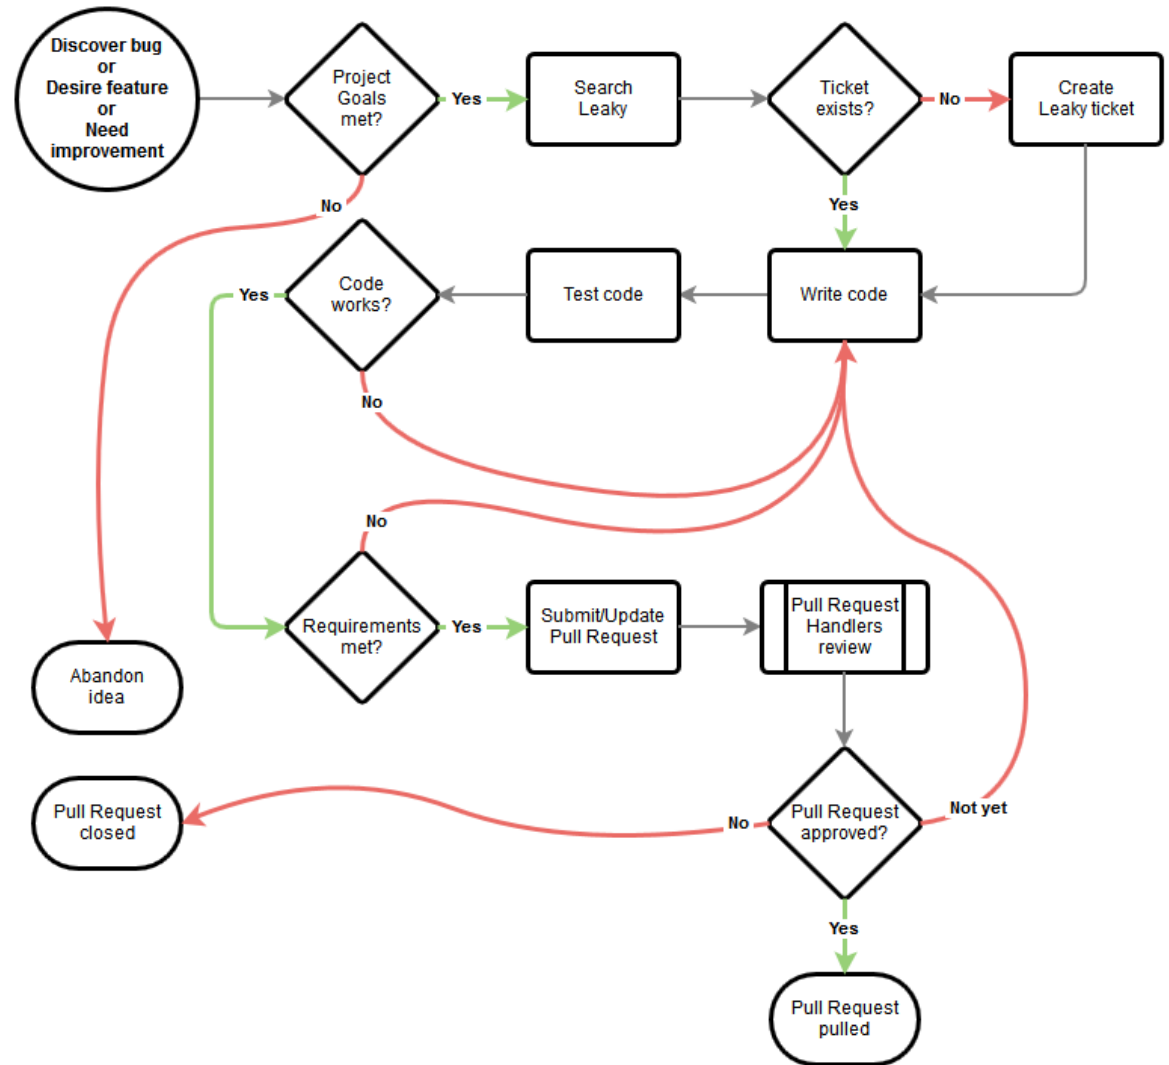 Discover bug
or
Desire feature
or
Need
improvement
Project
Goals
met?
Yes
Search
Leaky
Ticket
exists?
No
Create
Leaky ticket
No
Yes
Code
works?
Yes
Test code
Write code
No
No
Requirements
met?
Yes
Submit/Update
Pull Request
Pull Request
Handlers
review
Abandon
idea
Pull Request
closed
No
Pull Request
approved?
Not yet
Yes
Pull Request
pulled